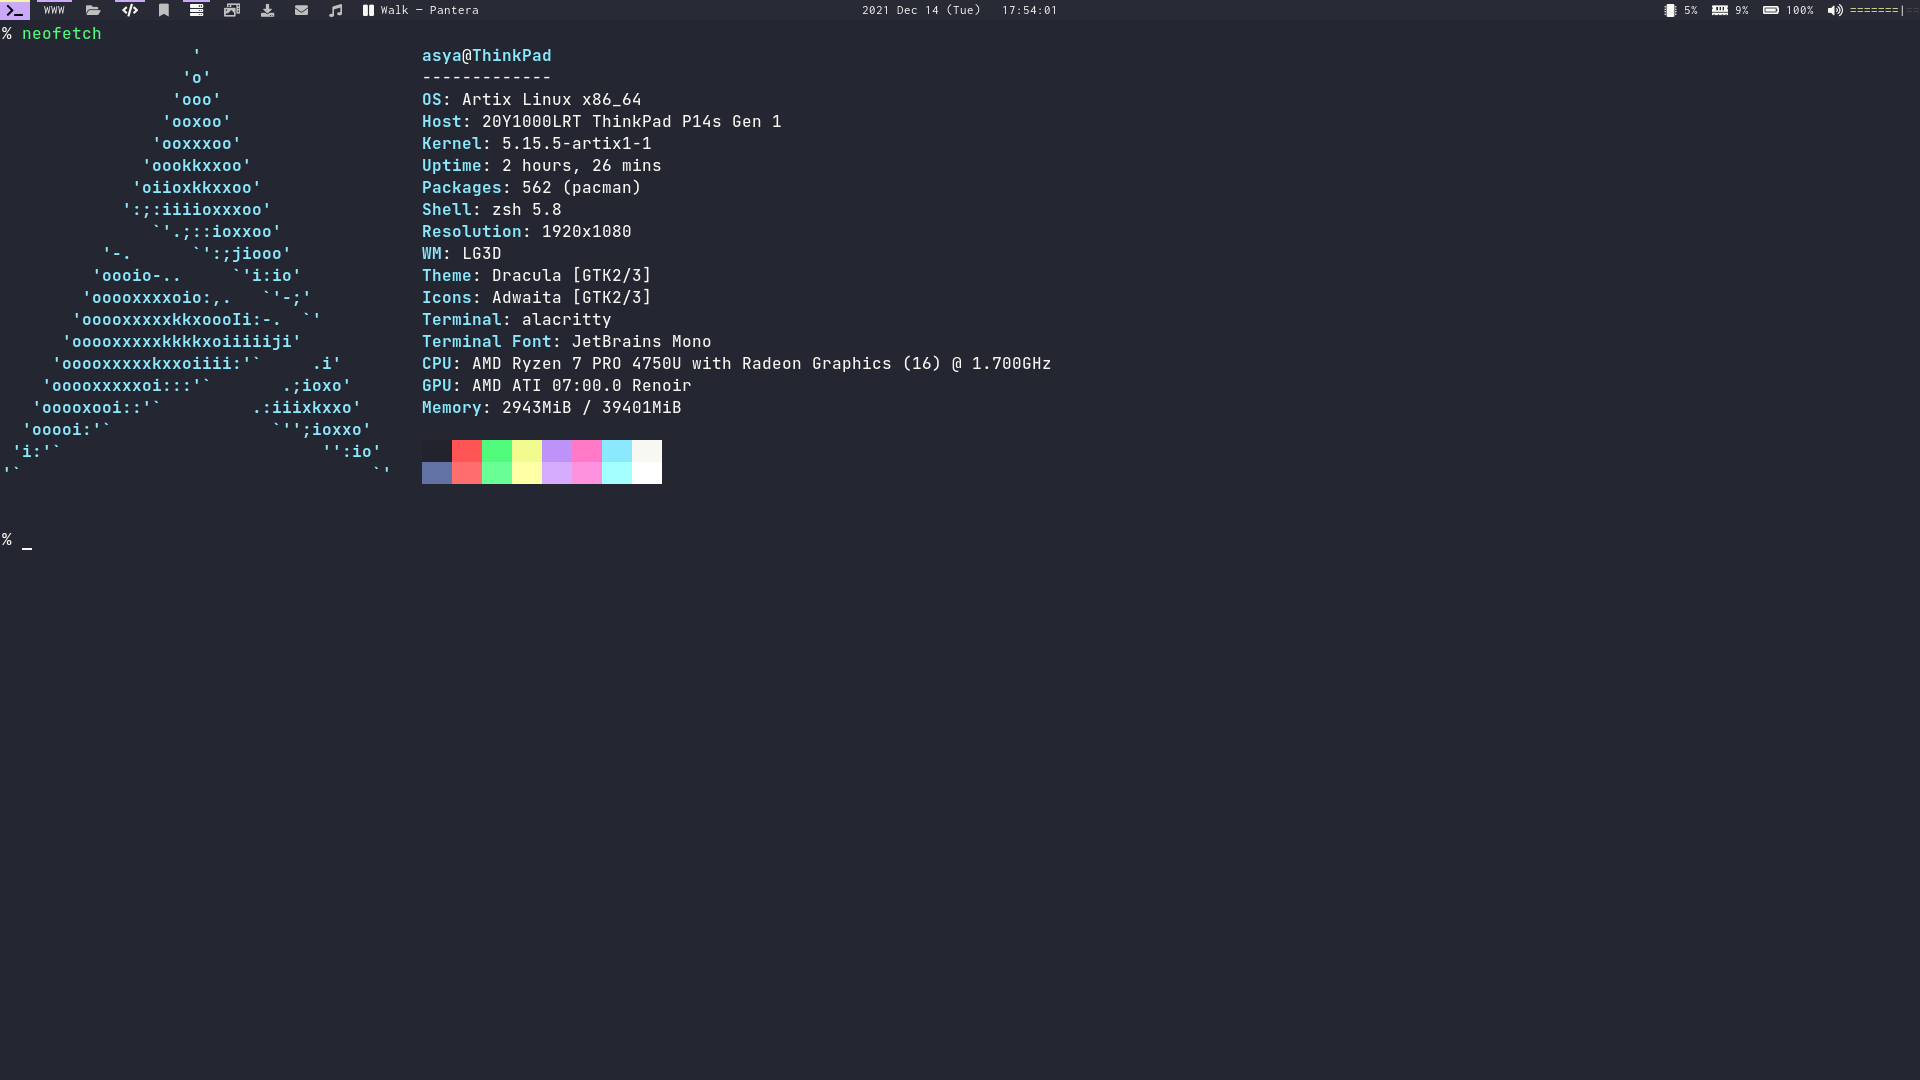 WWW Walk – Pantera 2021 Dec 14 (Tue) 17:54:01 5% 9% 100% =======|==
% neofetch
' asya@ThinkPad
'o' -------------
'ooo' OS: Artix Linux x86_64
'ooxoo' Host: 20Y1000LRT ThinkPad P14s Gen 1
'ooxxxoo' Kernel: 5.15.5-artix1-1
'oookkxxoo' Uptime: 2 hours, 26 mins
'oiioxkkxxoo' Packages: 562 (pacman)
':;:iiiioxxxoo' Shell: zsh 5.8
`'.;::ioxxoo' Resolution: 1920x1080
'-. `':;jiooo' WM: LG3D
'oooio-.. `'i:io' Theme: Dracula [GTK2/3]
'ooooxxxxoio:,. `'-;' Icons: Adwaita [GTK2/3]
'ooooxxxxxkkxoooIi:-. `' Terminal: alacritty
'ooooxxxxxkkkkxoiiiiiji' Terminal Font: JetBrains Mono
'ooooxxxxxkxxoiiii:'` .i' CPU: AMD Ryzen 7 PRO 4750U with Radeon Graphics (16) @ 1.700GHz
'ooooxxxxxoi:::'` .;ioxo' GPU: AMD ATI 07:00.0 Renoir
'ooooxooi::'` .:iiixkxxo' Memory: 2943MiB / 39401MiB
'ooooi:'` `'';ioxxo'
'i:'` '':io'
'` `'
% _